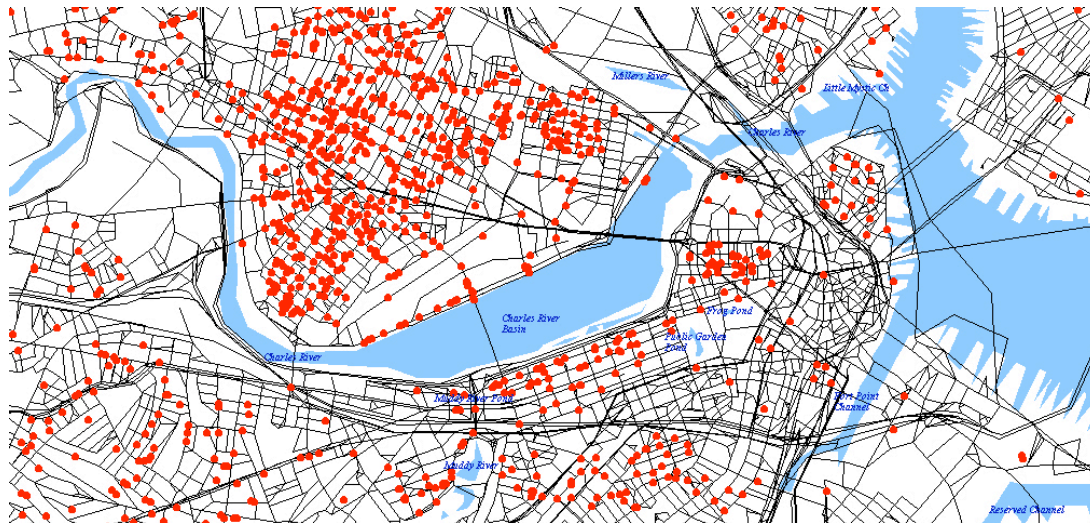 Millers River
Little Mystic Ch
Charles River
Charles River
Basin
Frog Pond
Public Garden
Pond
Charles River
Muddy River Pond
Fort Point
Channel
Muddy River
Reserved Channel